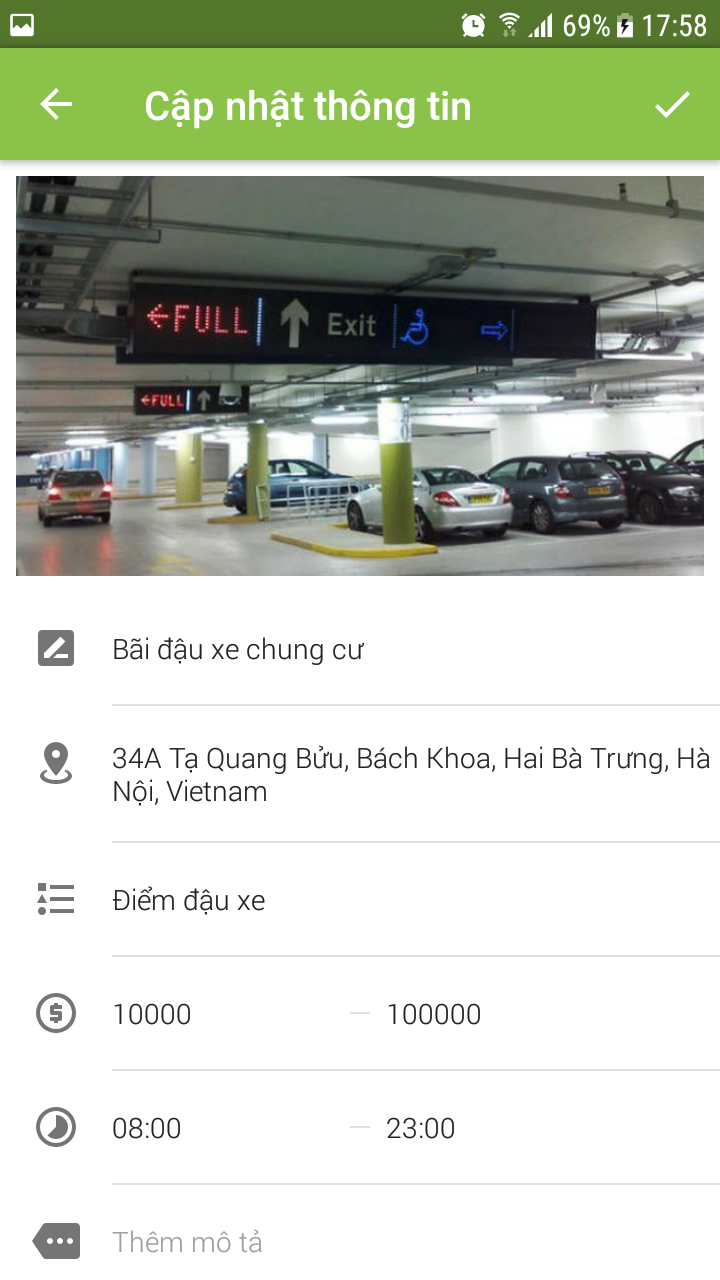 69% 17:58
Cập nhật thông tin
FULL Exit
FULL
Bãi đậu xe chung cư
34A Tạ Quang Bửu, Bách Khoa, Hai Bà Trưng, Hà
Nội, Vietnam
Điểm đậu xe
10000 — 100000
08:00 — 23:00
Thêm mô tả